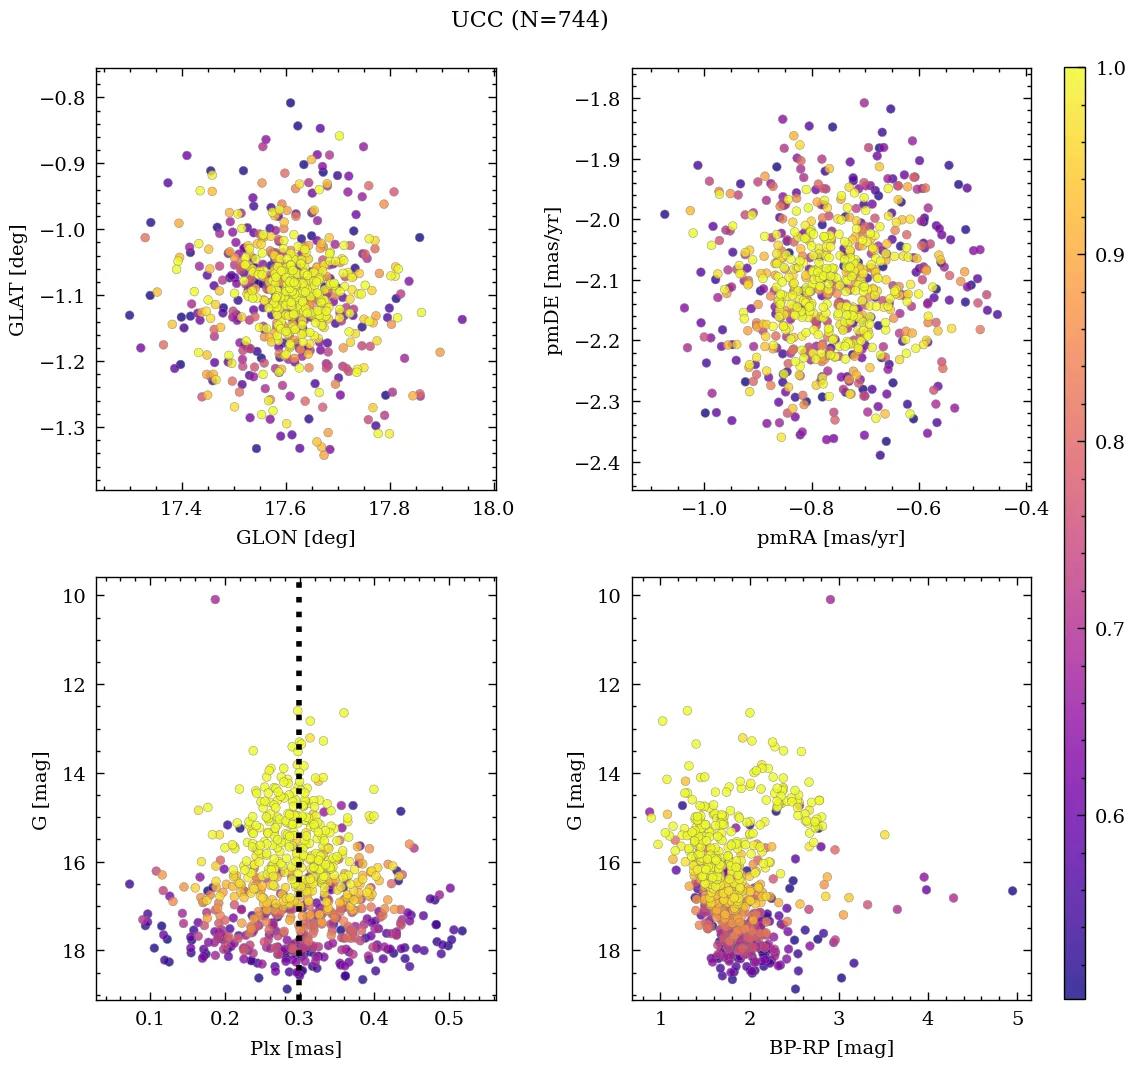 UCC (N=744)
−0.8
−0.9
−1.0
−1.1
−1.2
−1.3
GLAT [deg]
17.4 17.6 17.8 18.0
GLON [deg]
−1.8
−1.9
−2.0
−2.1
−2.2
−2.3
−2.4
pmDE [mas/yr]
−1.0 −0.8 −0.6 −0.4
pmRA [mas/yr]
1.0
0.9
0.8
0.7
0.6
10
12
14
16
18
G [mag]
0.1 0.2 0.3 0.4 0.5
Plx [mas]
10
12
14
16
18
G [mag]
1 2 3 4 5
BP-RP [mag]